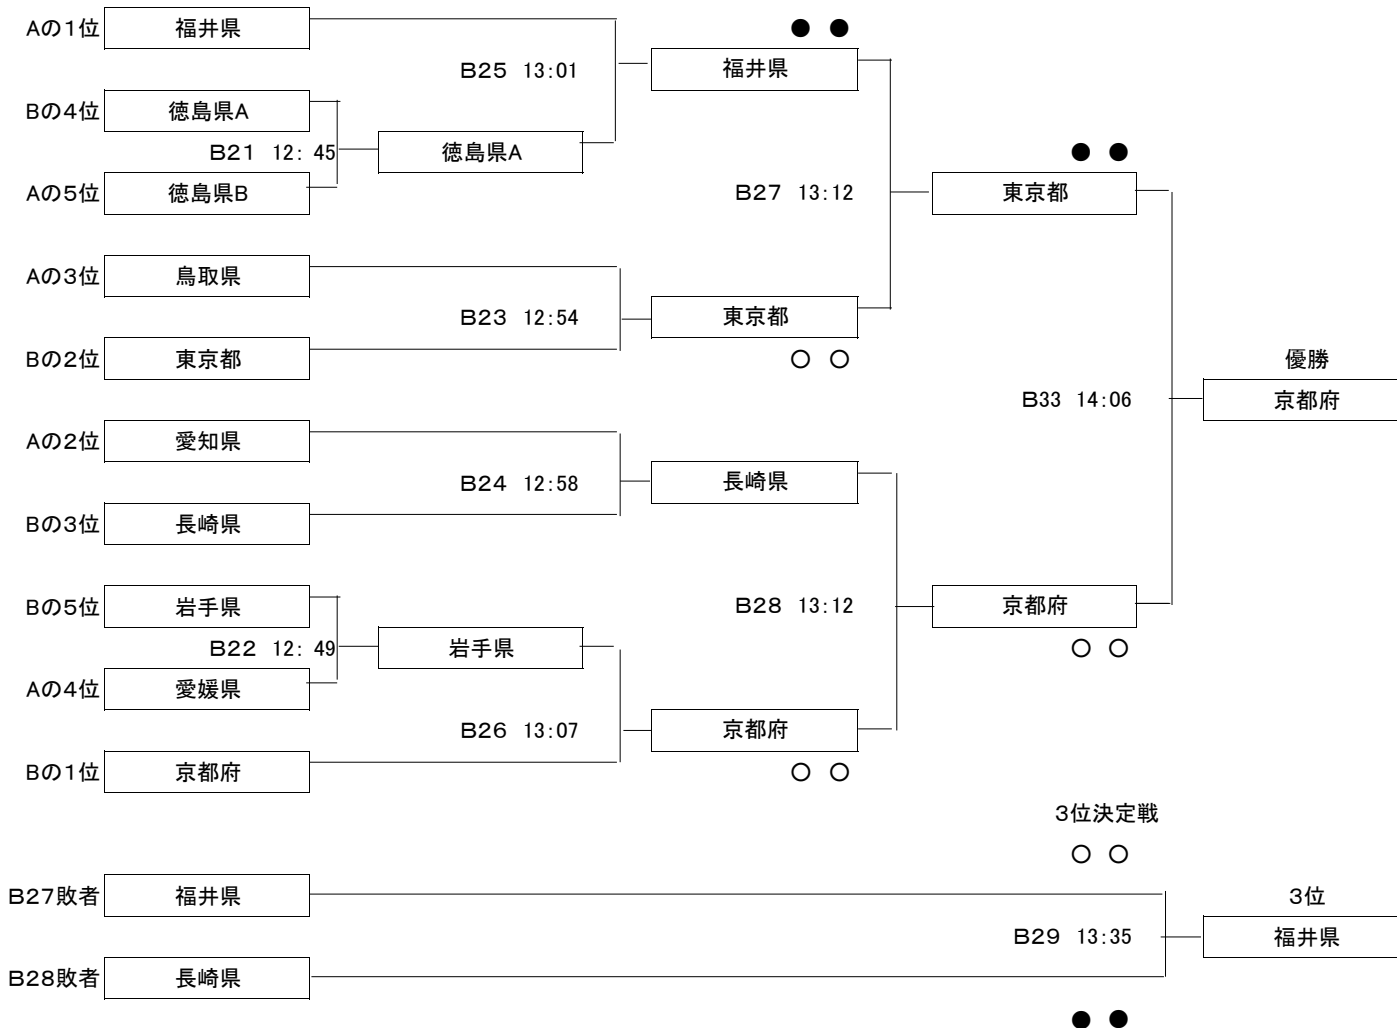 Aの1位 福井県 ● ●
B25 13:01 福井県
Bの4位 徳島県A
B21 12:45 徳島県A ● ●
Aの5位 徳島県B B27 13:12 東京都
Aの3位 鳥取県
B23 12:54 東京都
Bの2位 東京都 ○ ○ 優勝
B33 14:06 京都府
Aの2位 愛知県
B24 12:58 長崎県
Bの3位 長崎県
Bの5位 岩手県 B28 13:12 京都府
B22 12:49 岩手県 ○ ○
Aの4位 愛媛県
B26 13:07 京都府
Bの1位 京都府 ○ ○
3位決定戦
○ ○
B27敗者 福井県 3位
B29 13:35 福井県
B28敗者 長崎県
● ●